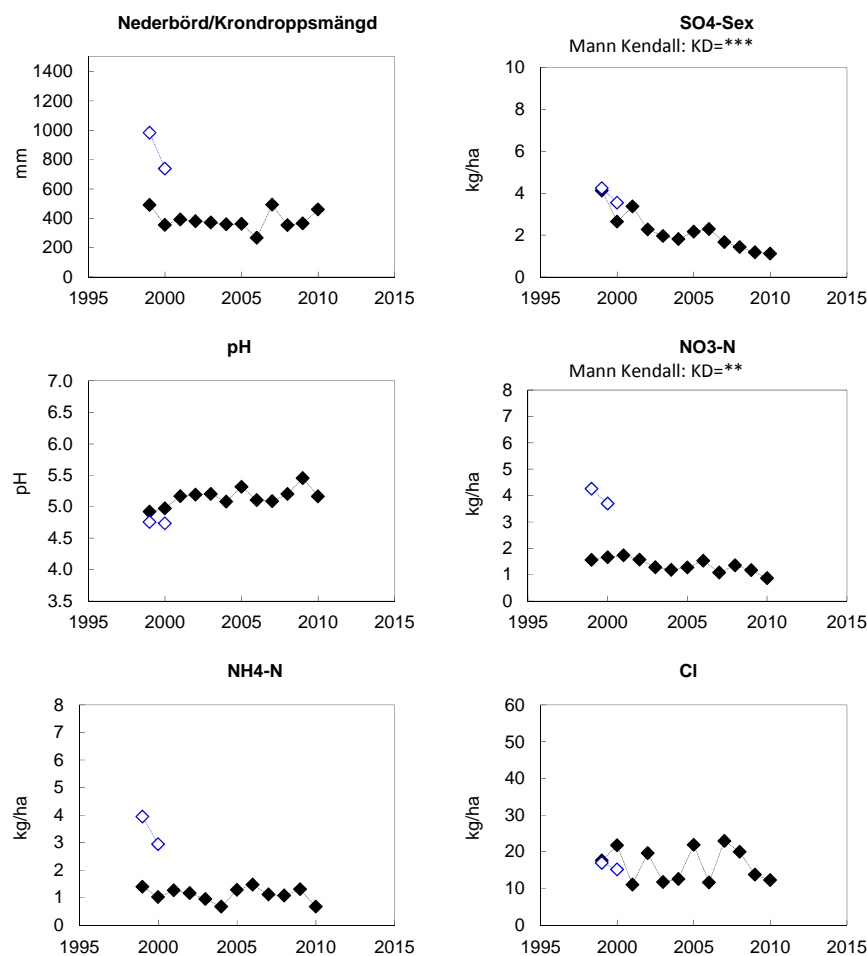 Nederbörd/Krondroppsmängd
1400
1200
1000
800
600
400
200
0
mm
1995 2000 2005 2010 2015
SO4-Sex
Mann Kendall: KD=***
10
8
6
4
2
0
kg/ha
1995 2000 2005 2010 2015
pH
7.0
6.5
6.0
5.5
5.0
4.5
4.0
3.5
pH
1995 2000 2005 2010 2015
NO3-N
Mann Kendall: KD=**
8
7
6
5
4
3
2
1
0
kg/ha
1995 2000 2005 2010 2015
NH4-N
8
7
6
5
4
3
2
1
0
kg/ha
1995 2000 2005 2010 2015
Cl
60
50
40
30
20
10
0
kg/ha
1995 2000 2005 2010 2015